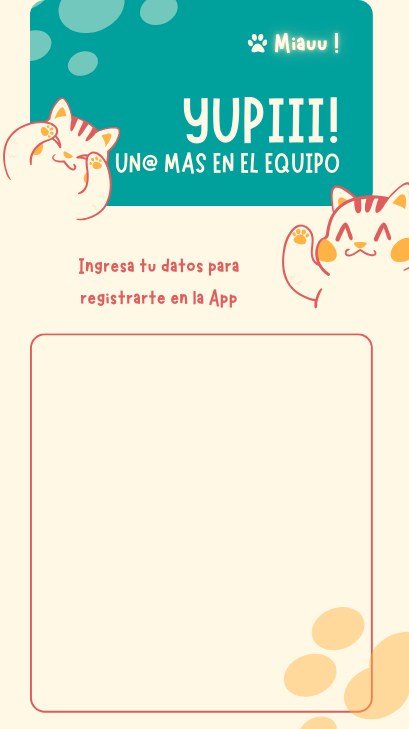 Miauu !
YUPIII!
UN@ MAS EN EL EQUIPO
Ingresa tu datos para
registrarte en la App